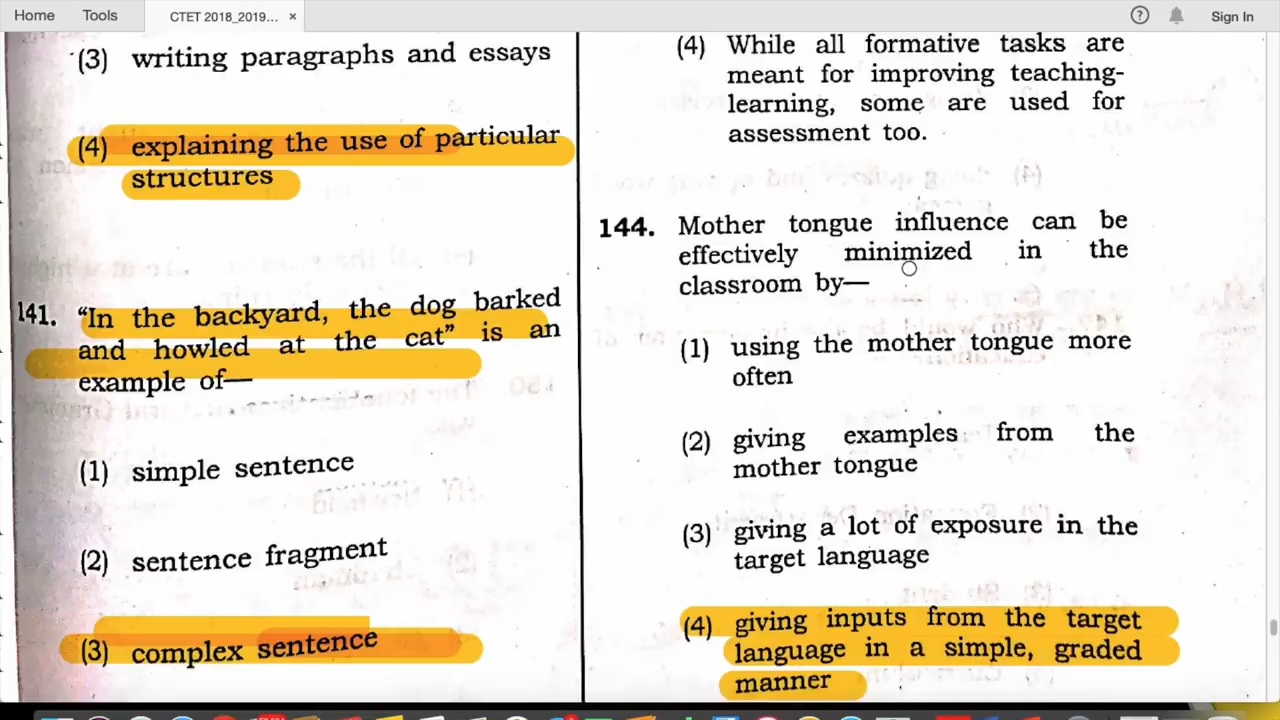 Home
Tools
CTET 2018_2019...
×
?
Sign In
(3) writing paragraphs and essays
(4) explaining the use of particular
structures
141. “In the backyard, the dog barked
and howled at the cat” is an
example of—
(1) simple sentence
(2) sentence fragment
(3) complex sentence
(4) While all formative tasks are
meant for improving teaching-
learning, some are used for
assessment too.
144. Mother tongue influence can be
effectively minimized in the
classroom by—
(1) using the mother tongue more
often
(2) giving examples from the
mother tongue
(3) giving a lot of exposure in the
target language
(4) giving inputs from the target
language in a simple, graded
manner